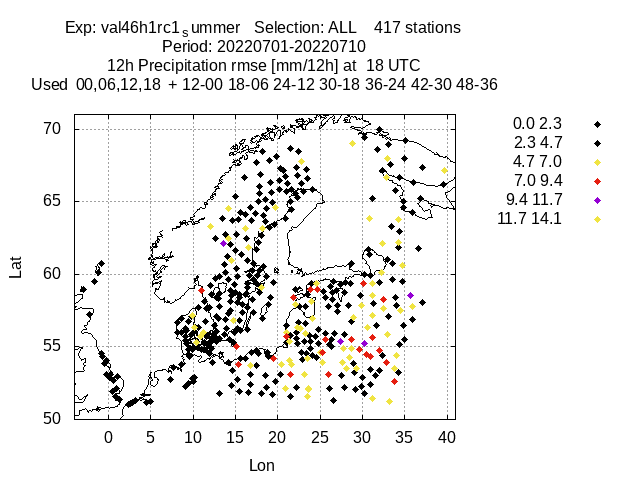 Exp: val46h1rc1summer Selection: ALL 417 stations
Period: 20220701-20220710
12h Precipitation rmse [mm/12h] at 18 UTC
Used 00,06,12,18 + 12-00 18-06 24-12 30-18 36-24 42-30 48-36
70
65
60
55
50
Lat
0 5 10 15 20 25 30 35 40
Lon
0.0 2.3
2.3 4.7
4.7 7.0
7.0 9.4
9.4 11.7
11.7 14.1